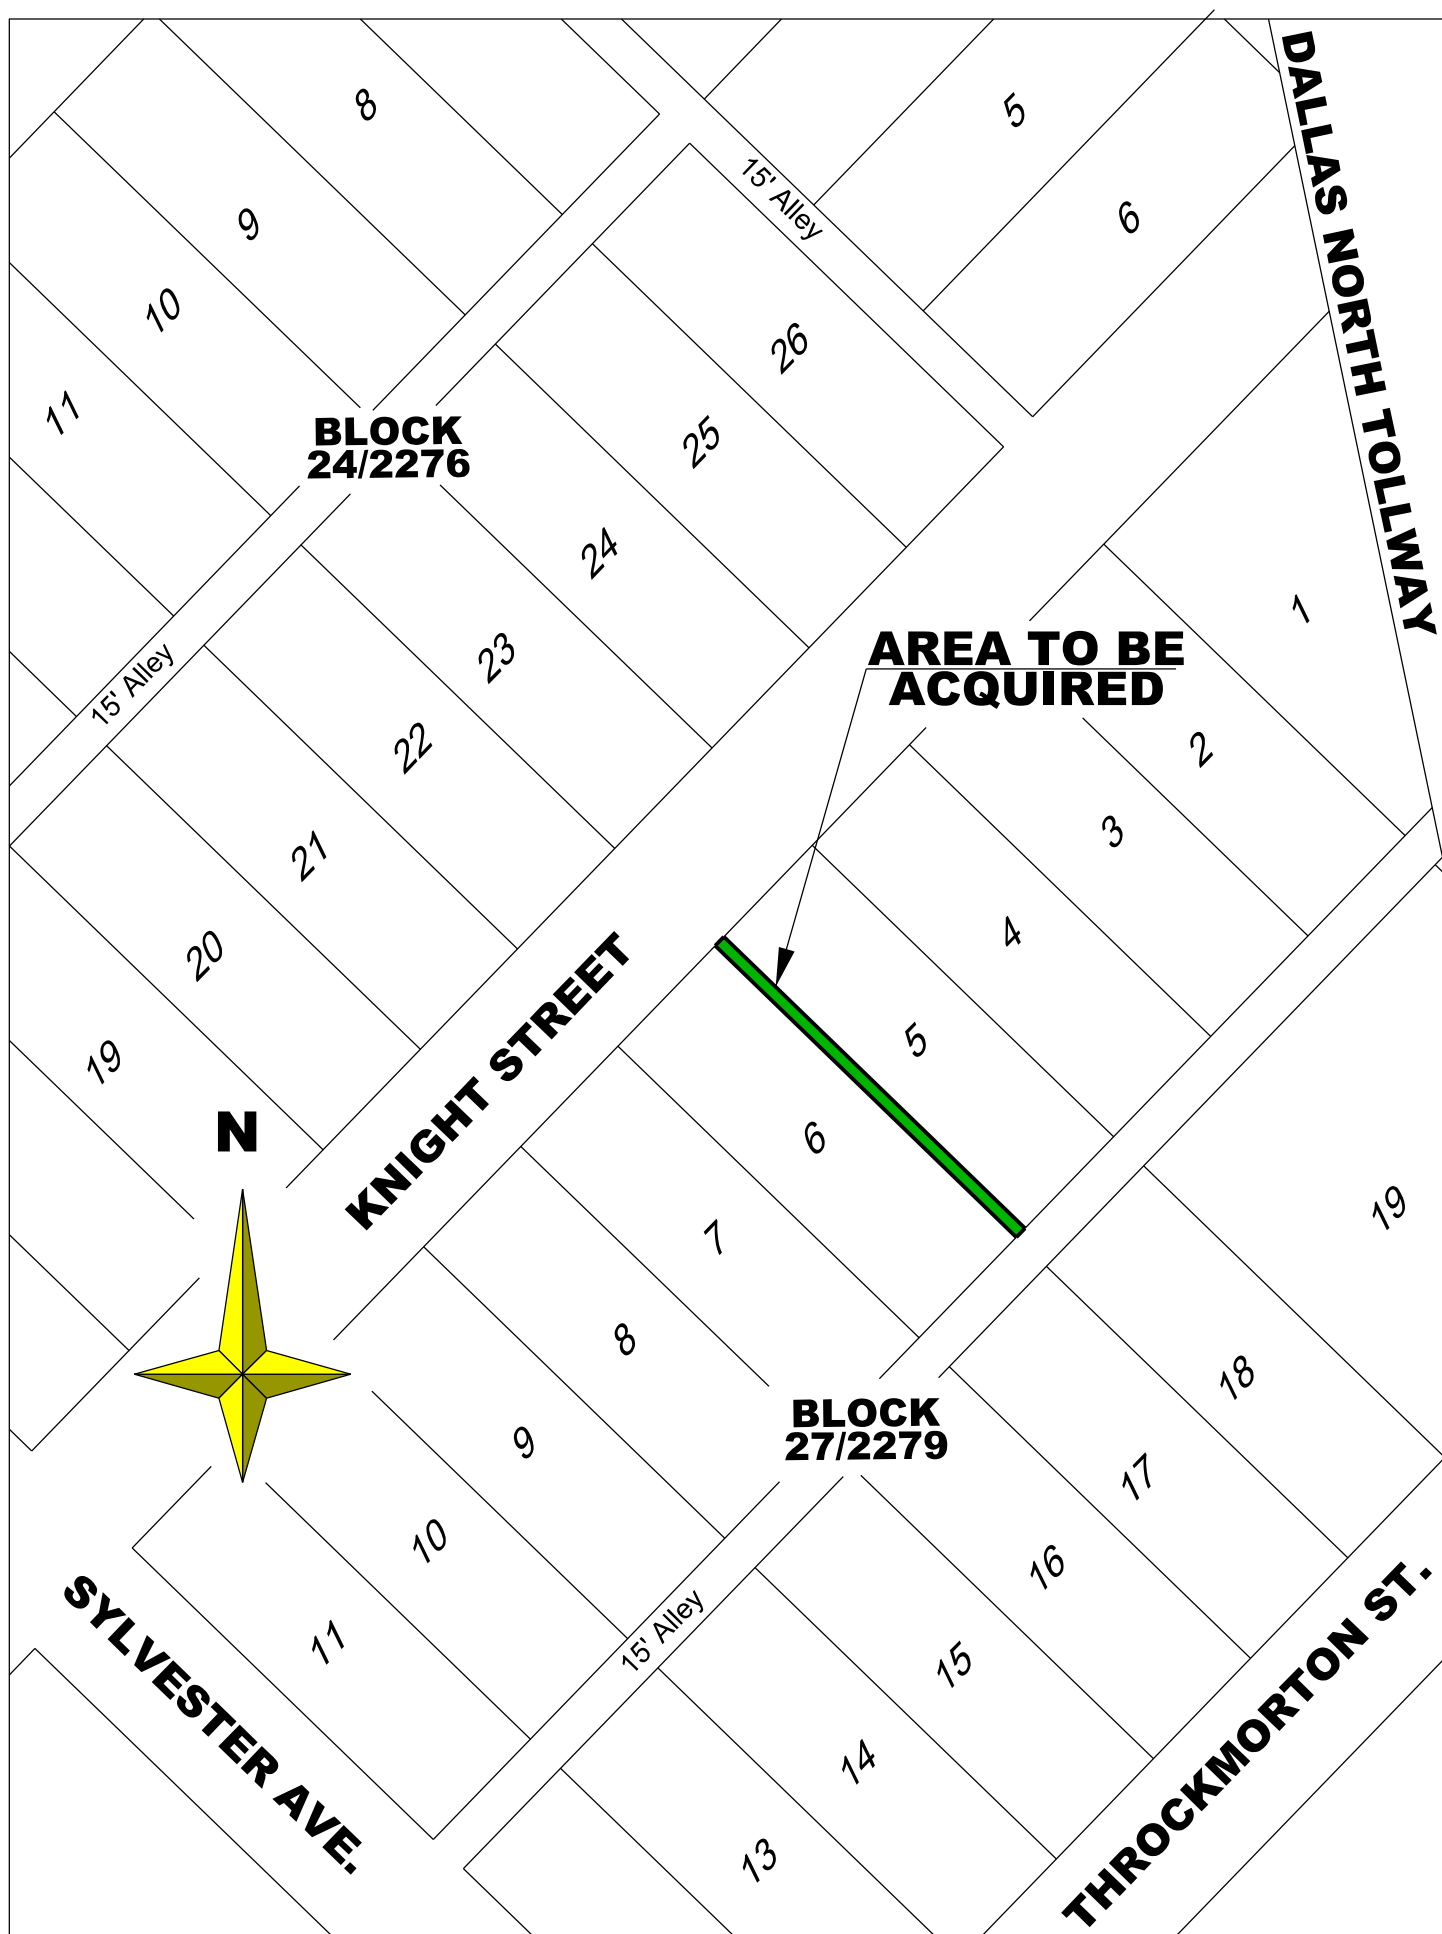 8
5
DALLAS NORTH TOLLWAY
15' Alley
6
9
10
26
11
BLOCK
24/2276
25
24
1
23
15' Alley
AREA TO BE
ACQUIRED
22
2
3
21
4
20
5
19
KNIGHT STREET
N
6
19
7
8
18
BLOCK
27/2279
9
17
10
16
11
15' Alley
15
SYLVESTER AVE.
14
THROCKMORTON ST.
13